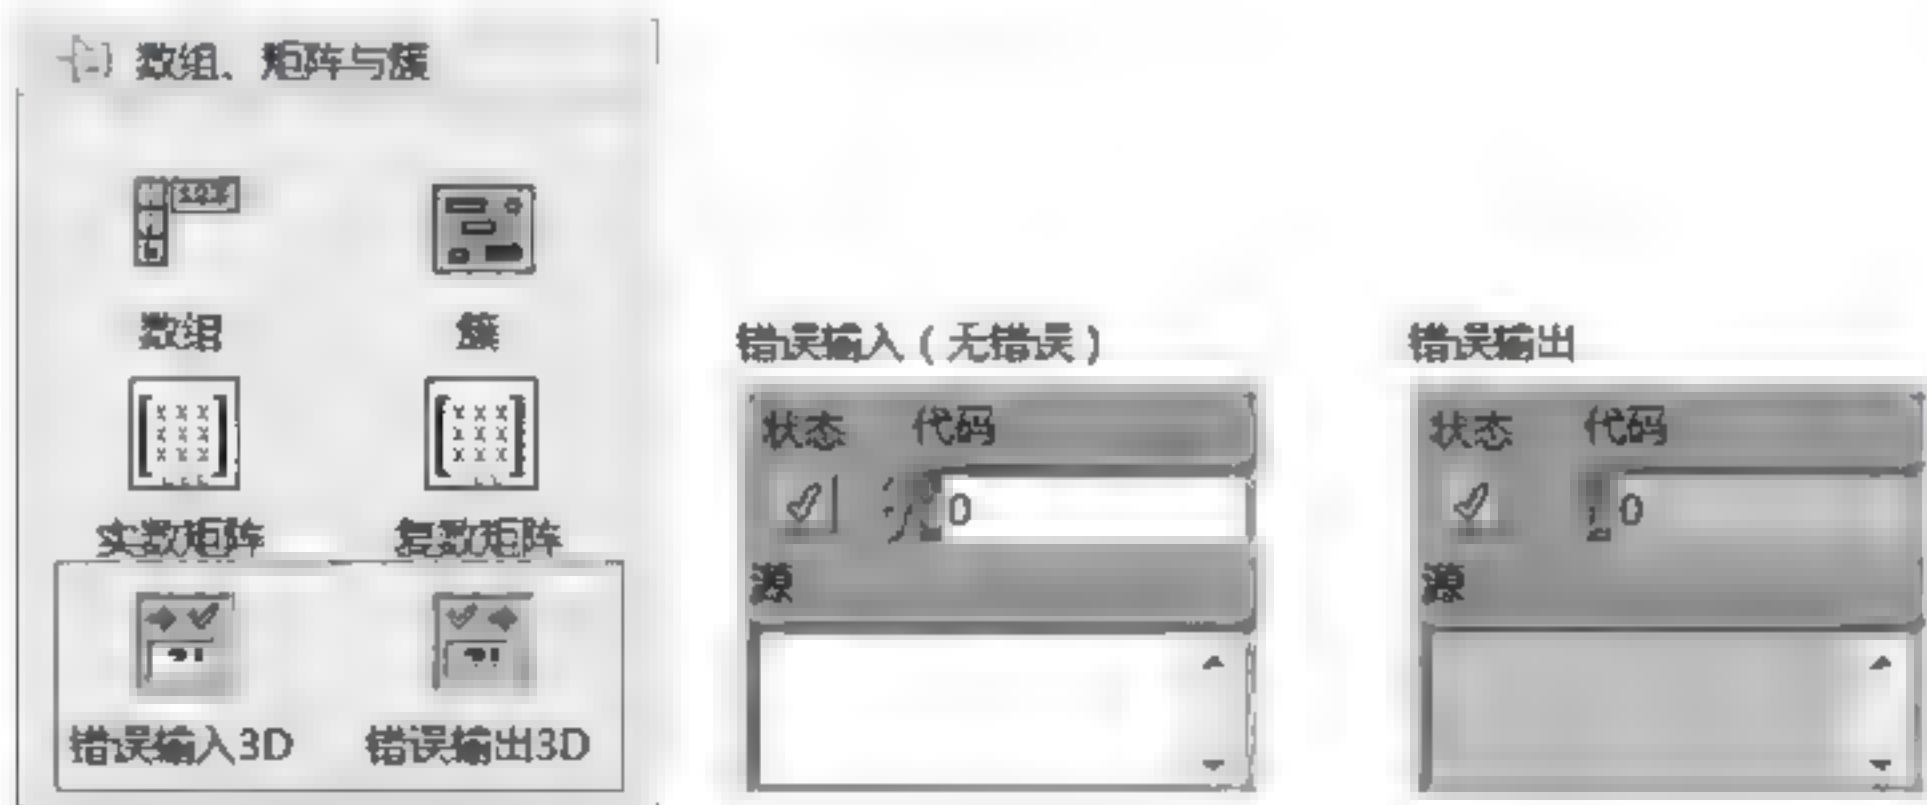 数组、矩阵与簇
数组 簇
实数矩阵 复数矩阵
错误输入3D 错误输出3D
错误输入（无错误）
状态 代码
0
源
错误输出
状态 代码
0
源